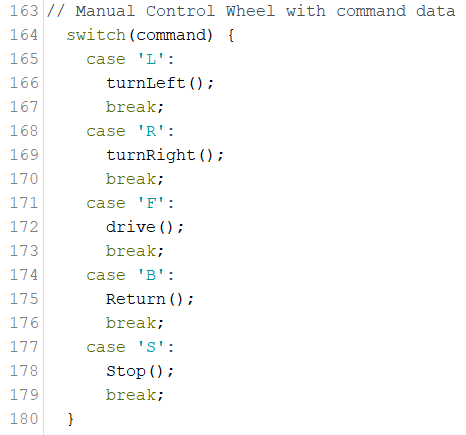 163 // Manual Control Wheel with command data
164   switch(command) {
165     case 'L':
166       turnLeft();
167       break;
168     case 'R':
169       turnRight();
170       break;
171     case 'F':
172       drive();
173       break;
174     case 'B':
175       Return();
176       break;
177     case 'S':
178       Stop();
179       break;
180   }